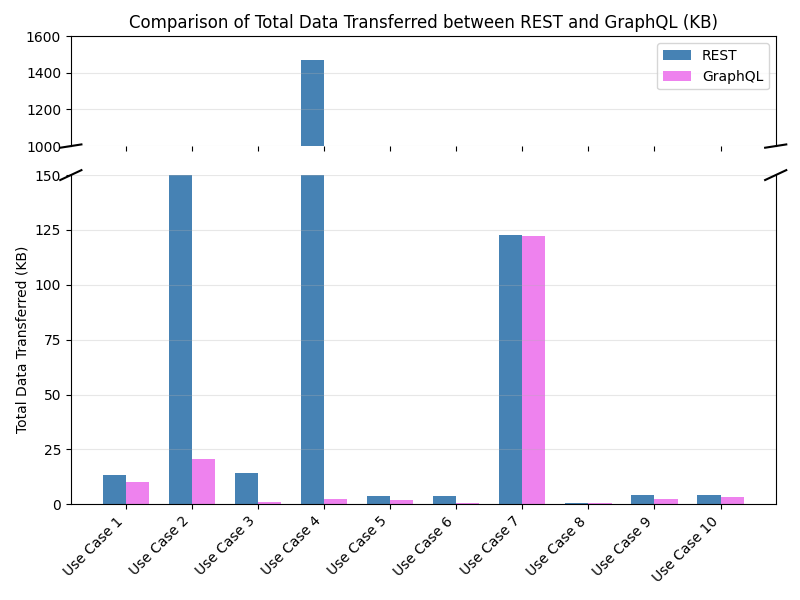 Comparison of Total Data Transferred between REST and GraphQL (KB)
1600
1400
1200
1000
REST
GraphQL
150
125
100
75
50
25
0
Total Data Transferred (KB)
Use Case 1
Use Case 2
Use Case 3
Use Case 4
Use Case 5
Use Case 6
Use Case 7
Use Case 8
Use Case 9
Use Case 10